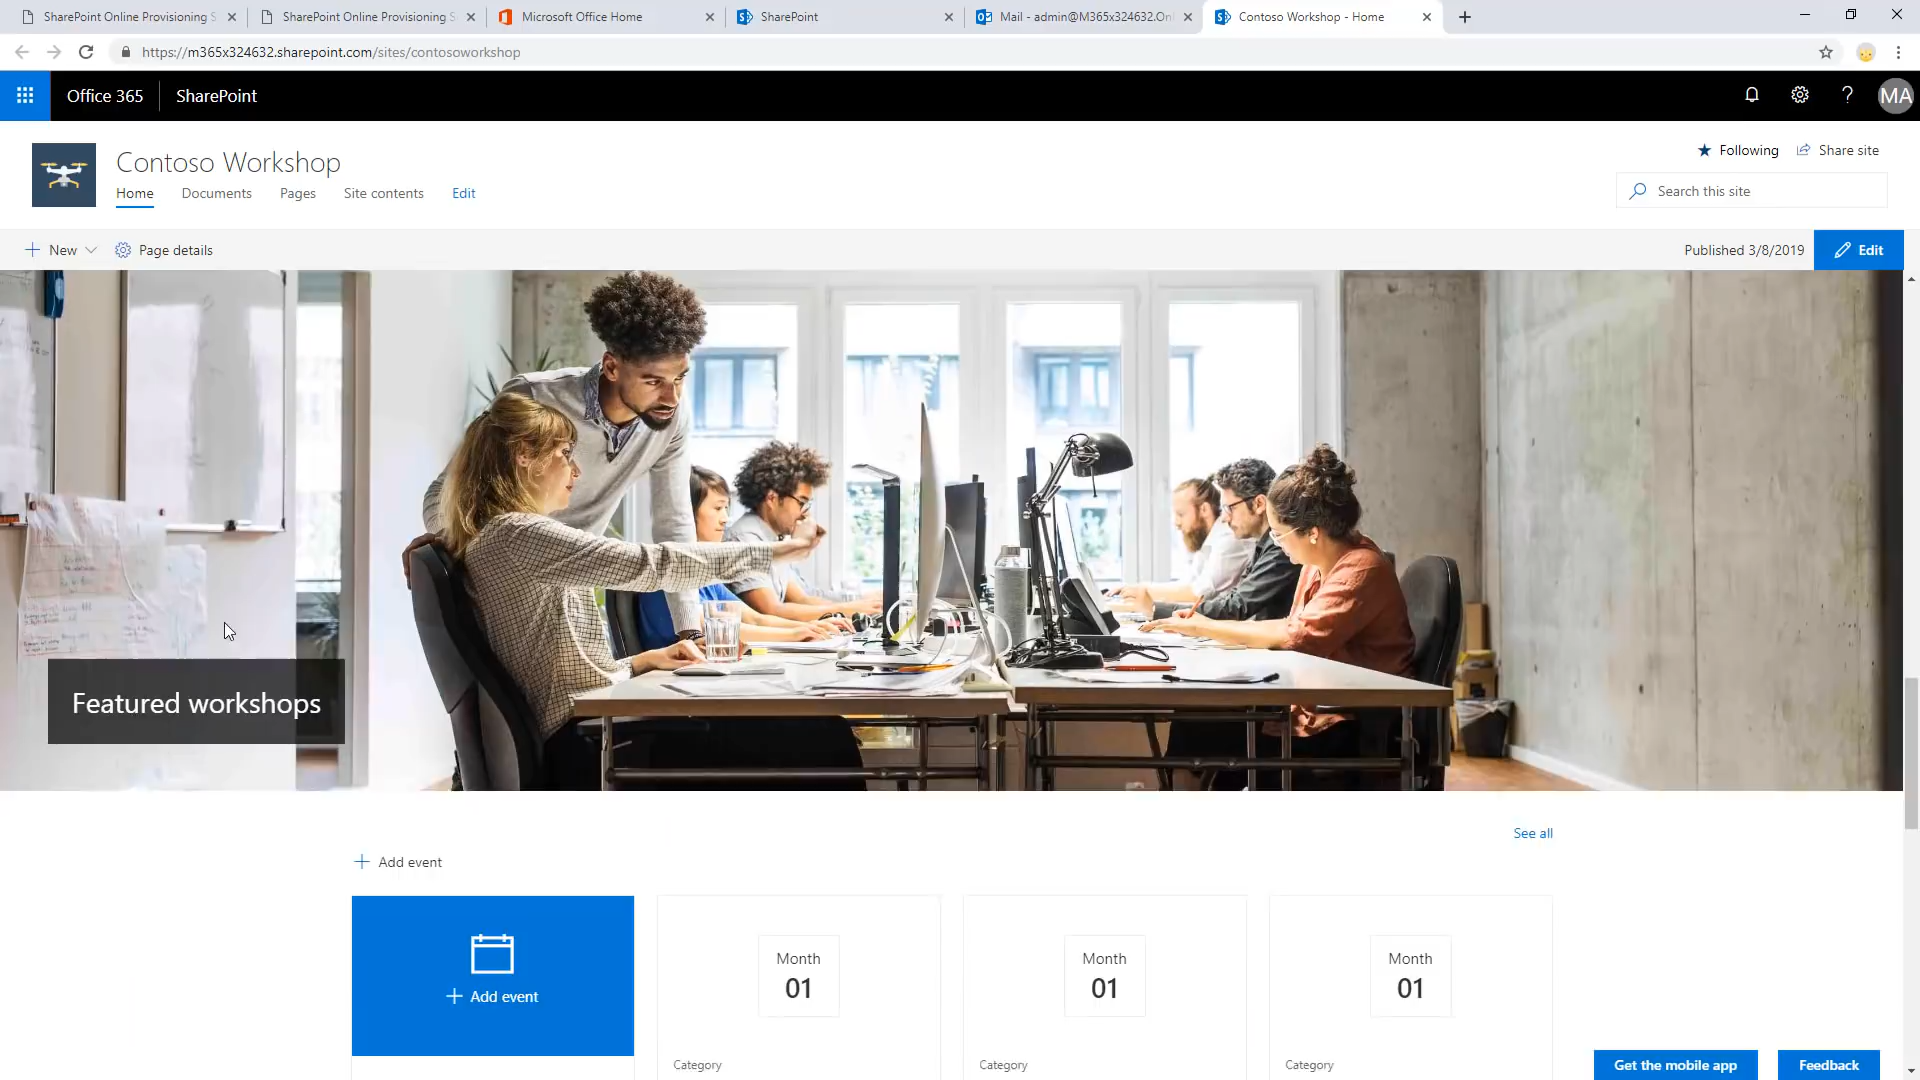 SharePoint Online Provisioning S
SharePoint Online Provisioning S
Microsoft Office Home
SharePoint
Mail - admin@M365x324632.On
Contoso Workshop - Home
https://m365x324632.sharepoint.com/sites/contosoworkshop
Office 365
SharePoint
?
MA
Contoso Workshop
Following
Share site
Home
Documents
Pages
Site contents
Edit
Search this site
New
Page details
Published 3/8/2019
Edit
Featured workshops
See all
Add event
Add event
Month
01
Month
01
Month
01
Category
Category
Category
Get the mobile app
Feedback